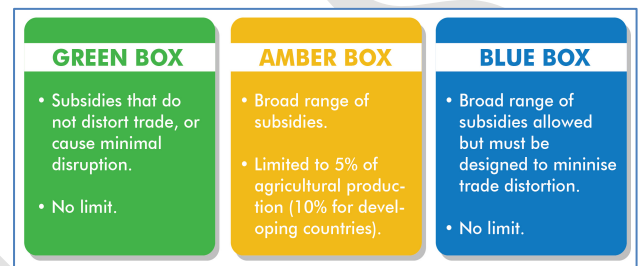 GREEN BOX
• Subsidies that do
not distort trade, or
cause minimal
disruption.
• No limit.
AMBER BOX
• Broad range of
subsidies.
• Limited to 5% of
agricultural produc-
tion (10% for devel-
oping countries).
BLUE BOX
• Broad range of
subsidies allowed
but must be
designed to mininise
trade distortion.
• No limit.